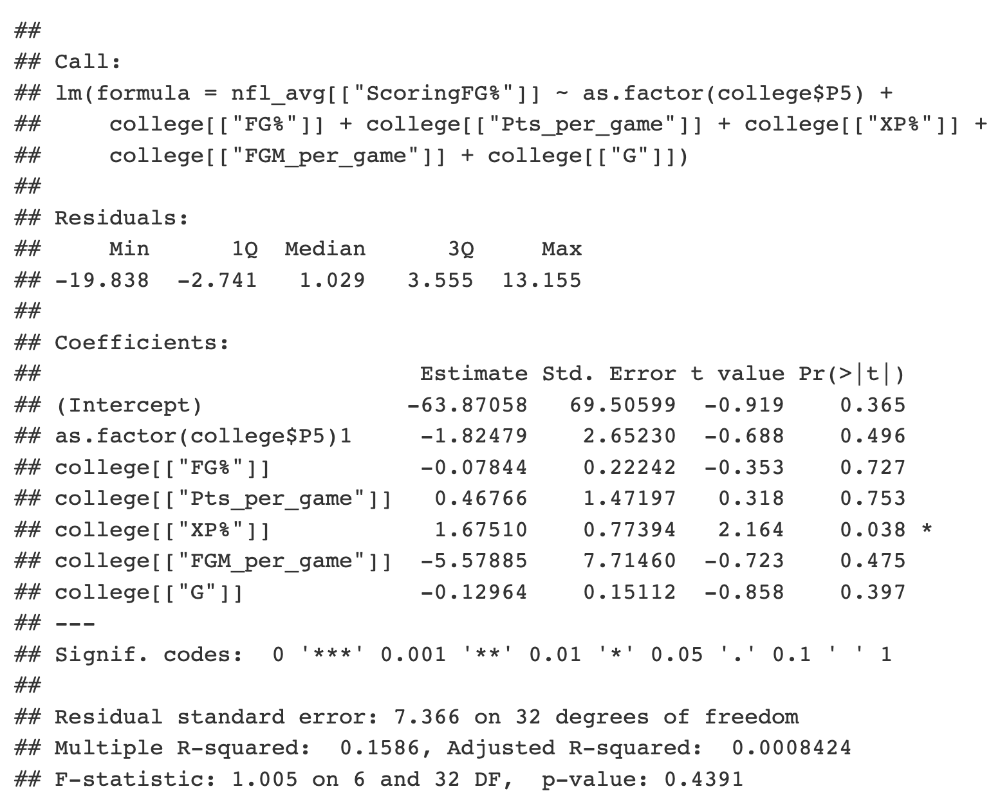 ##
## Call:
## lm(formula = nfl_avg[["ScoringFG%"]] ~ as.factor(college$P5) +
##     college[["FG%"]] + college[["Pts_per_game"]] + college[["XP%"]] +
##     college[["FGM_per_game"]] + college[["G"]])
##
## Residuals:
##     Min      1Q  Median      3Q     Max
## -19.838  -2.741   1.029   3.555  13.155
##
## Coefficients:
##                            Estimate Std. Error t value Pr(>|t|)
## (Intercept)               -63.87058   69.50599  -0.919    0.365
## as.factor(college$P5)1     -1.82479    2.65230  -0.688    0.496
## college[["FG%"]]           -0.07844    0.22242  -0.353    0.727
## college[["Pts_per_game"]]   0.46766    1.47197   0.318    0.753
## college[["XP%"]]            1.67510    0.77394   2.164    0.038 *
## college[["FGM_per_game"]]  -5.57885    7.71460  -0.723    0.475
## college[["G"]]             -0.12964    0.15112  -0.858    0.397
## ---
## Signif. codes:  0 '***' 0.001 '**' 0.01 '*' 0.05 '.' 0.1 ' ' 1
##
## Residual standard error: 7.366 on 32 degrees of freedom
## Multiple R-squared:  0.1586, Adjusted R-squared:  0.0008424
## F-statistic: 1.005 on 6 and 32 DF,  p-value: 0.4391